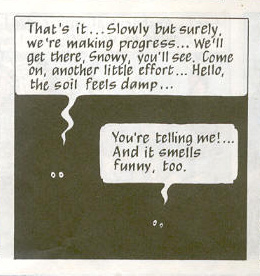 That's it...Slowly but surely,
we're making progress... We'll
get there, Snowy, you'll see. Come
on, another little effort... Hello,
the soil feels damp...
You're telling me!...
And it smells
funny, too.